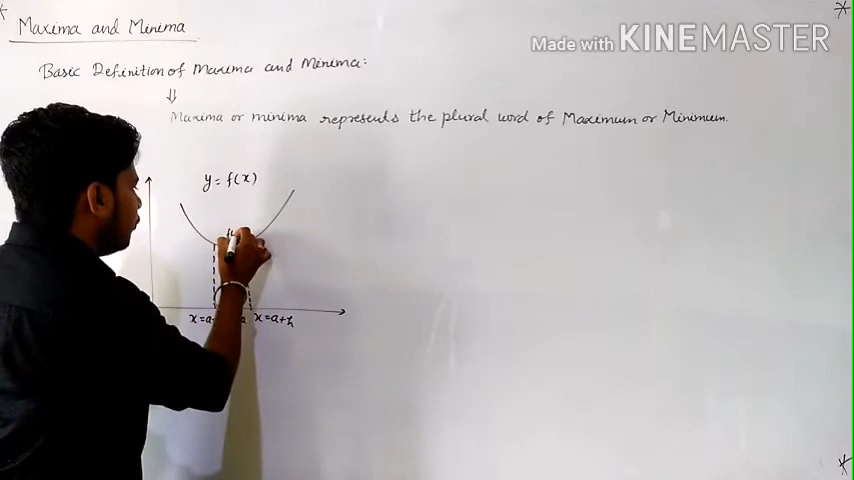 Maxima and Minima
Made with KINEMASTER
Basic Definition of Maxima and Minima:
⇓
Maxima or minima represents the plural word of Maximum or Minimum.
y = f(x)
x=a- a x=a+h